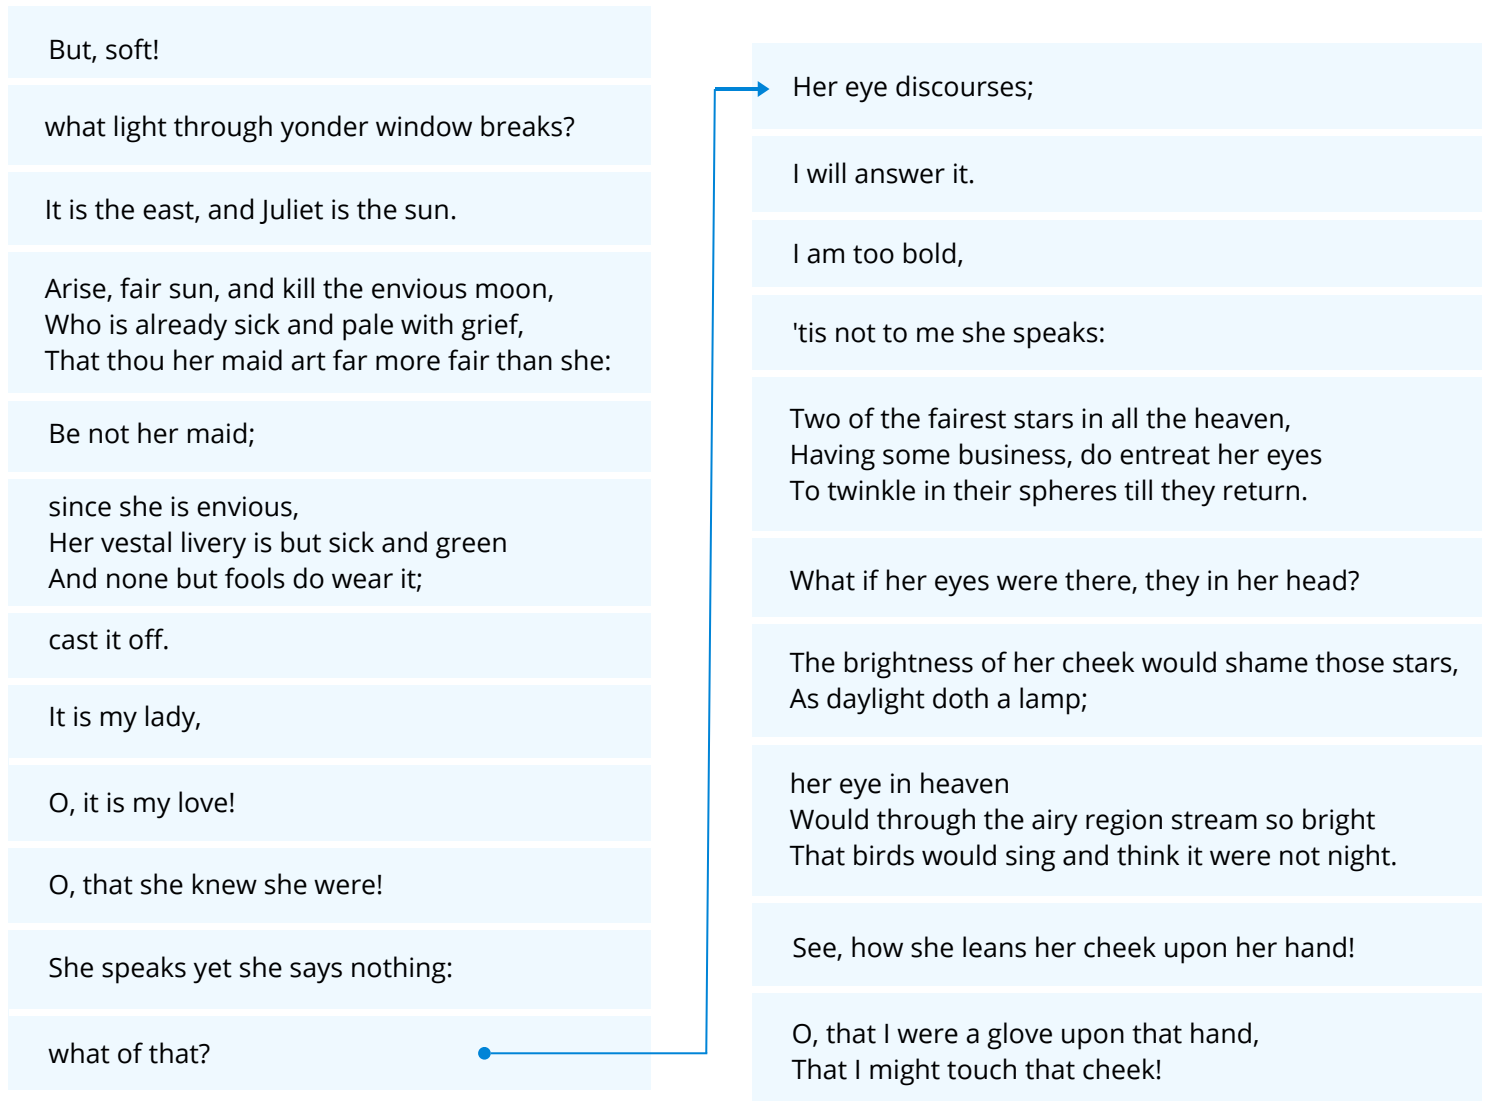 But, soft!
what light through yonder window breaks?
It is the east, and Juliet is the sun.
Arise, fair sun, and kill the envious moon,
Who is already sick and pale with grief,
That thou her maid art far more fair than she:
Be not her maid;
since she is envious,
Her vestal livery is but sick and green
And none but fools do wear it;
cast it off.
It is my lady,
O, it is my love!
O, that she knew she were!
She speaks yet she says nothing:
what of that?
Her eye discourses;
I will answer it.
I am too bold,
'tis not to me she speaks:
Two of the fairest stars in all the heaven,
Having some business, do entreat her eyes
To twinkle in their spheres till they return.
What if her eyes were there, they in her head?
The brightness of her cheek would shame those stars,
As daylight doth a lamp;
her eye in heaven
Would through the airy region stream so bright
That birds would sing and think it were not night.
See, how she leans her cheek upon her hand!
O, that I were a glove upon that hand,
That I might touch that cheek!